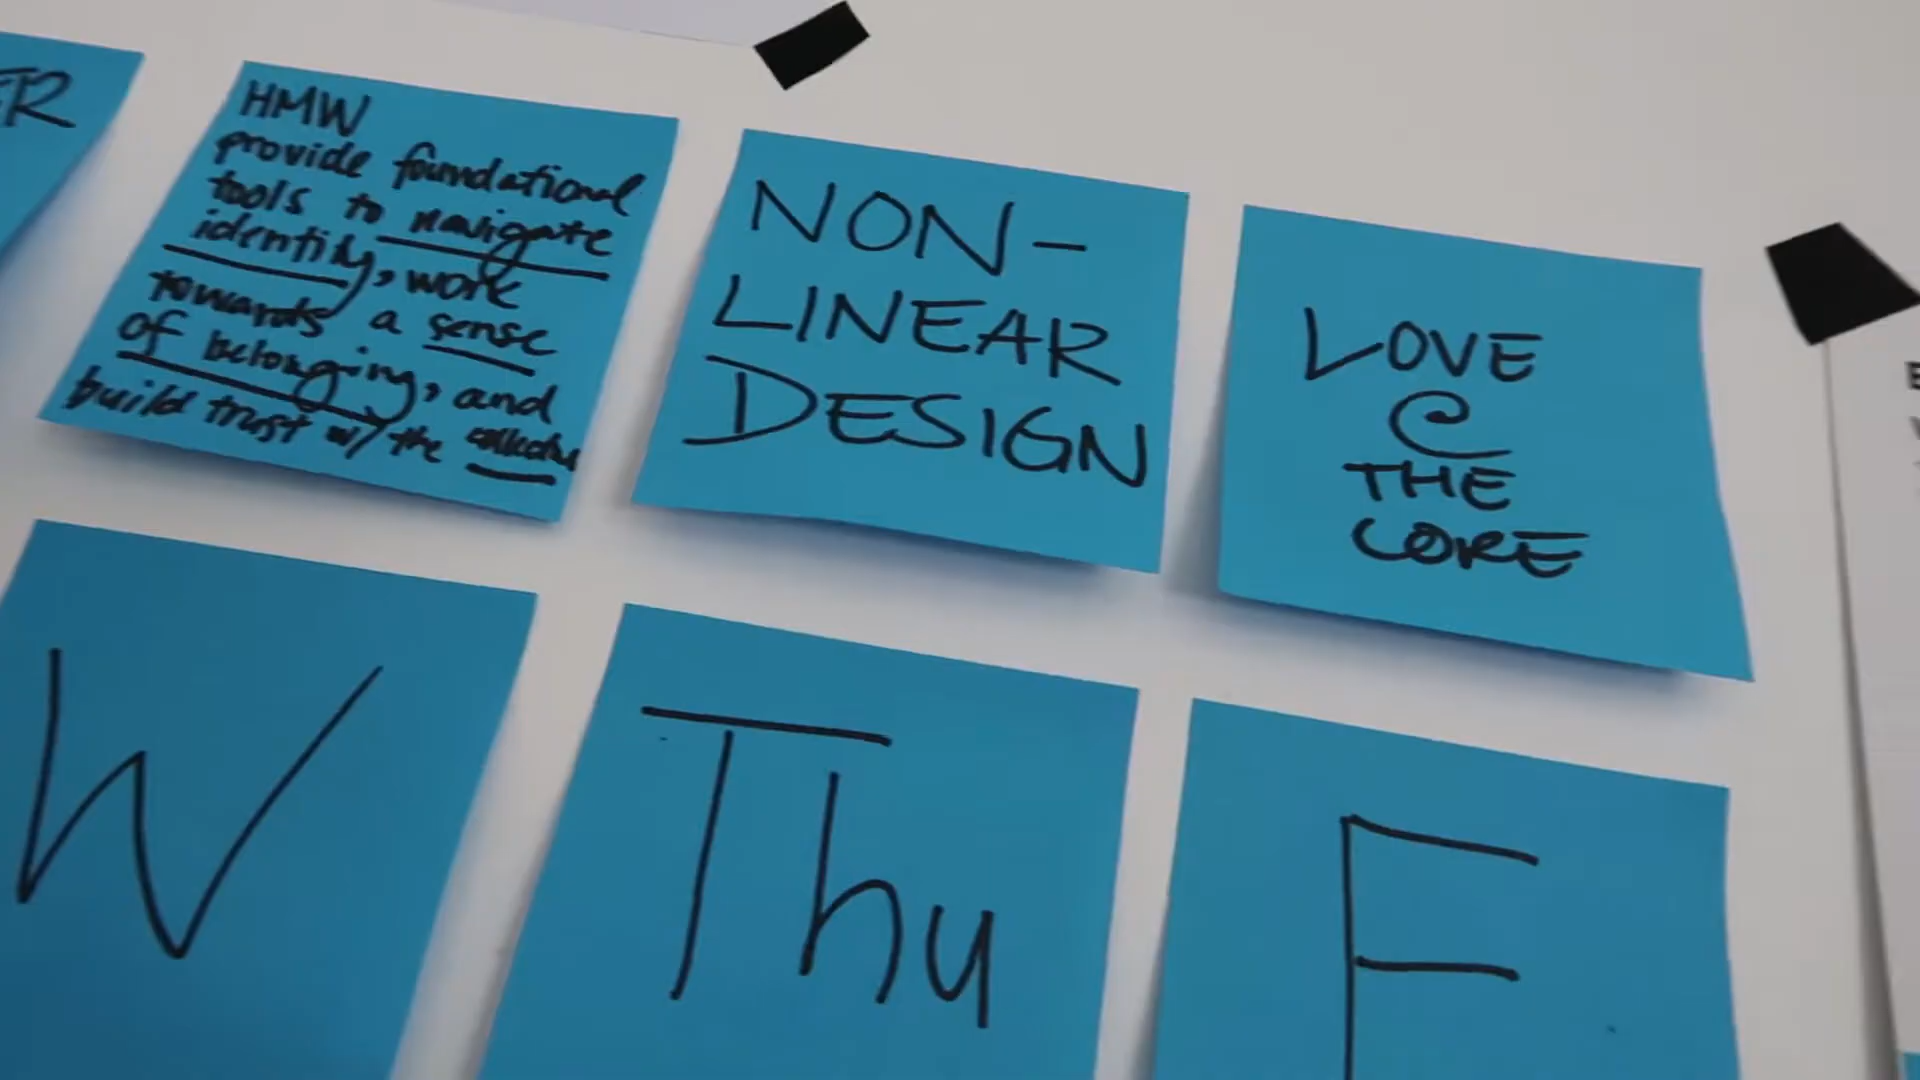 ER
HMW
provide foundational
tools to navigate
identity, work
towards a sense
of belonging, and
build trust w/ the collective
NON-
LINEAR
DESIGN
LOVE
@
THE
CORE
W
Thu
F